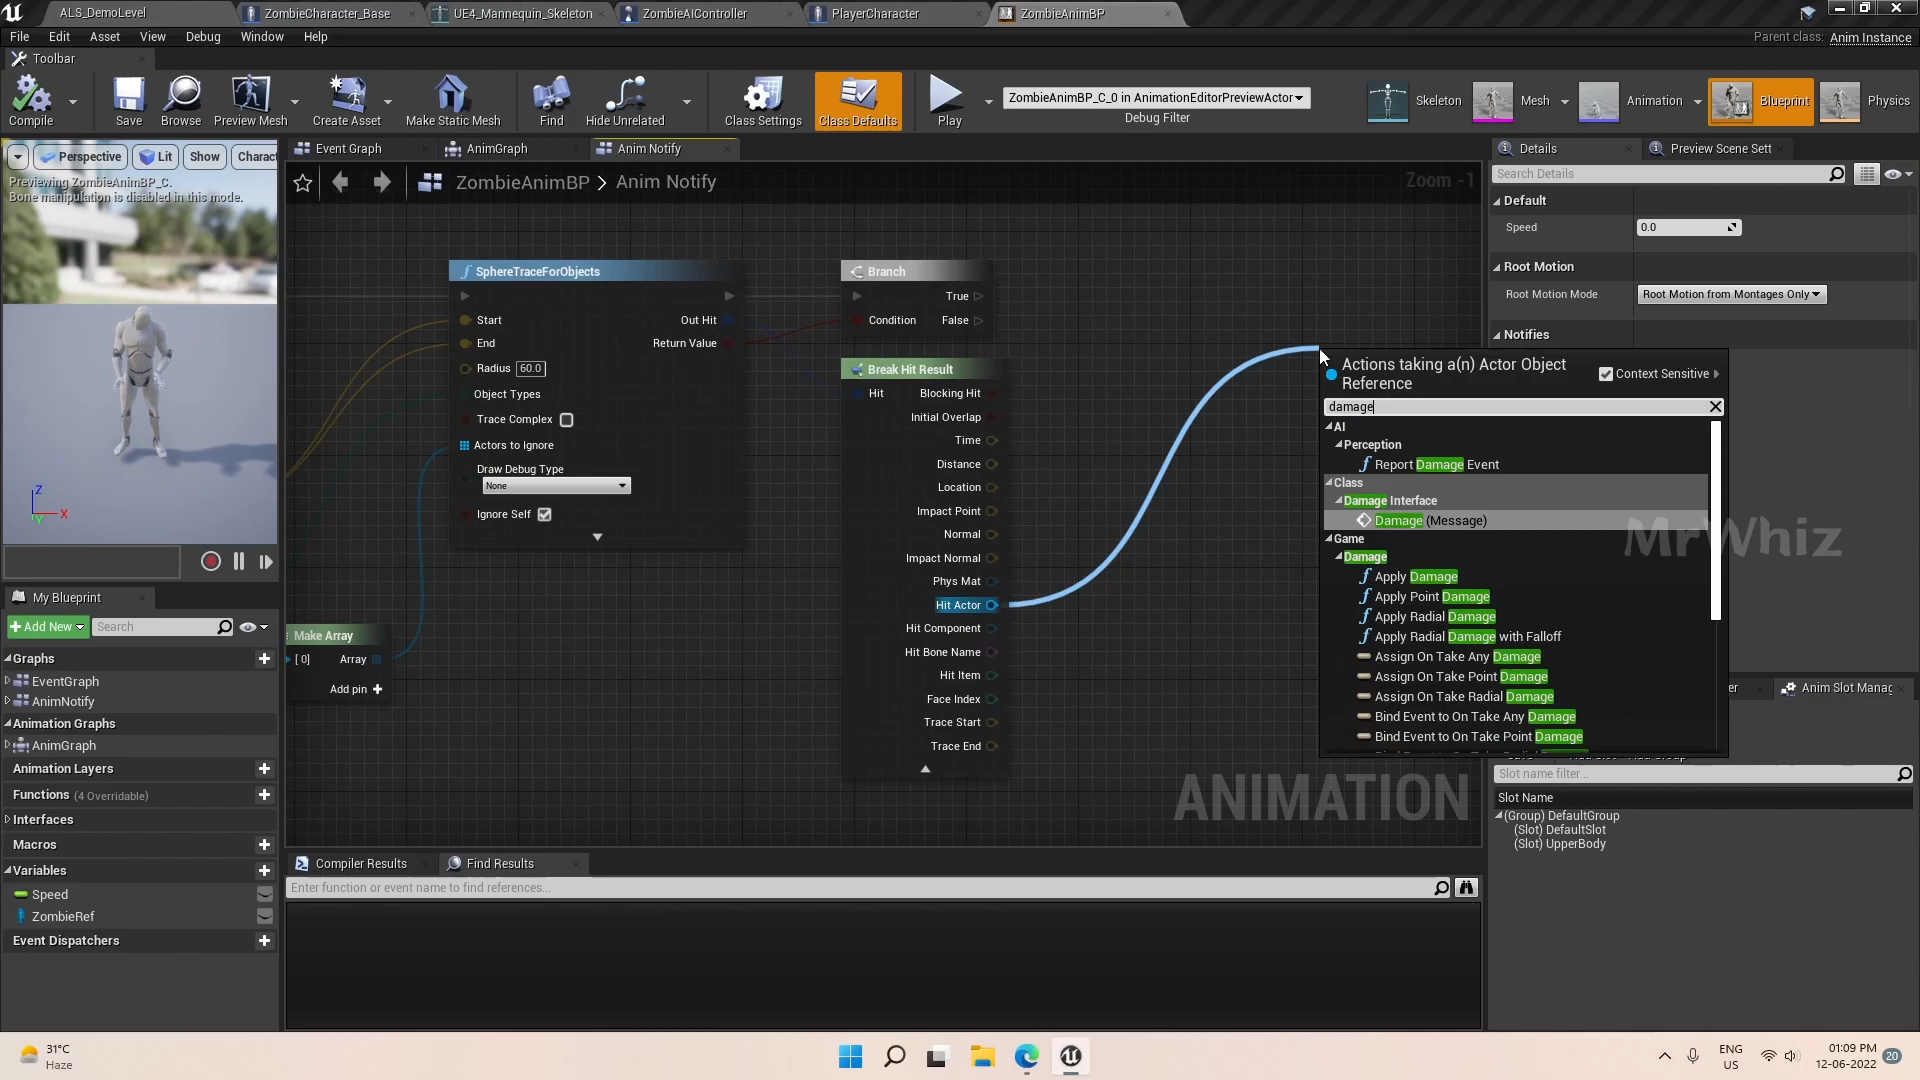 ALS_DemoLevel
ZombieCharacter_Base
UE4_Mannequin_Skeleton
ZombieAIController
PlayerCharacter
ZombieAnimBP
File Edit Asset View Debug Window Help
Parent class: Anim Instance
Toolbar
Compile
Save
Browse
Preview Mesh
Create Asset
Make Static Mesh
Find
Hide Unrelated
Class Settings
Class Defaults
Play
ZombieAnimBP_C_0 in AnimationEditorPreviewActor
Debug Filter
Skeleton
Mesh
Animation
Blueprint
Physics
Perspective
Lit
Show
Charact
Previewing ZombieAnimBP_C.
Bone manipulation is disabled in this mode.
Z
X
Y
Event Graph
AnimGraph
Anim Notify
ZombieAnimBP > Anim Notify
Zoom -1
SphereTraceForObjects
Start
End
Radius 60.0
Object Types
Trace Complex
Actors to Ignore
Draw Debug Type
None
Ignore Self
Out Hit
Return Value
Branch
True
Condition
False
Break Hit Result
Hit
Blocking Hit
Initial Overlap
Time
Distance
Location
Impact Point
Normal
Impact Normal
Phys Mat
Hit Actor
Hit Component
Hit Bone Name
Hit Item
Face Index
Trace Start
Trace End
Make Array
[ 0]
Array
Add pin +
ANIMATION
Actions taking a(n) Actor Object
Reference
Context Sensitive
damage
AI
Perception
Report Damage Event
Class
Damage Interface
Damage (Message)
Game
Damage
Apply Damage
Apply Point Damage
Apply Radial Damage
Apply Radial Damage with Falloff
Assign On Take Any Damage
Assign On Take Point Damage
Assign On Take Radial Damage
Bind Event to On Take Any Damage
Bind Event to On Take Point Damage
MrWhiz
Details
Preview Scene Sett
Search Details
Default
Speed
0.0
Root Motion
Root Motion Mode
Root Motion from Montages Only
Notifies
Anim Slot Manag
Slot name filter...
Slot Name
(Group) DefaultGroup
(Slot) DefaultSlot
(Slot) UpperBody
My Blueprint
+ Add New
Search
Graphs
EventGraph
AnimNotify
Animation Graphs
AnimGraph
Animation Layers
Functions (4 Overridable)
Interfaces
Macros
Variables
Speed
ZombieRef
Event Dispatchers
Compiler Results
Find Results
Enter function or event name to find references...
31°C
Haze
ENG
US
01:09 PM
12-06-2022
20